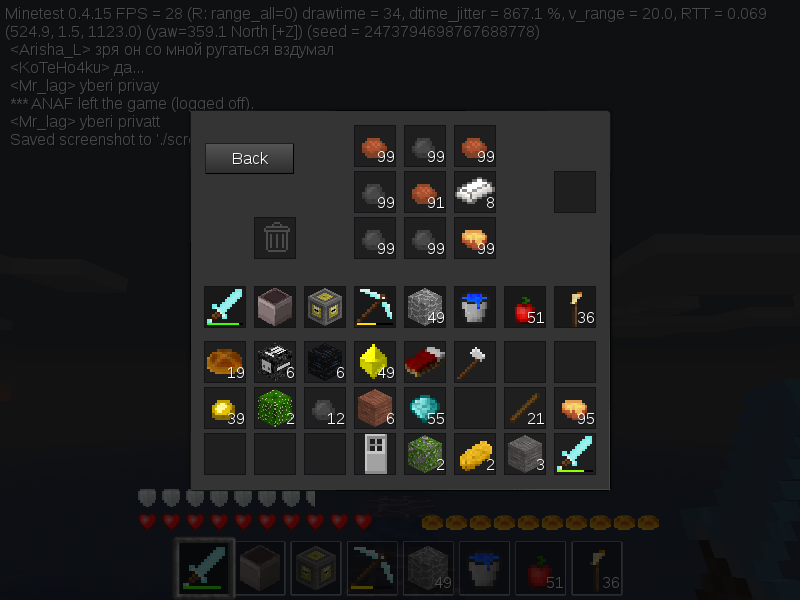 Minetest 0.4.15 FPS = 28 (R: range_all=0) drawtime = 34, dtime_jitter = 867.1 %, v_range = 20.0, RTT = 0.069
(524.9, 1.5, 1123.0) (yaw=359.1 North [+Z]) (seed = 2473794698767688778)
<Arisha_L> зря он со мной ругаться вздумал
<KoTeHo4ku> да...
<Mr_lag> yberi privay
*** ANAF left the game (logged off).
<Mr_lag> yberi privatt
Saved screenshot to './scre
Back
99 99 99
99 91 8
99 99 99
49 51 36
19 6 6 49
39 2 12 6 55 21 95
2 2 3
49 51 36